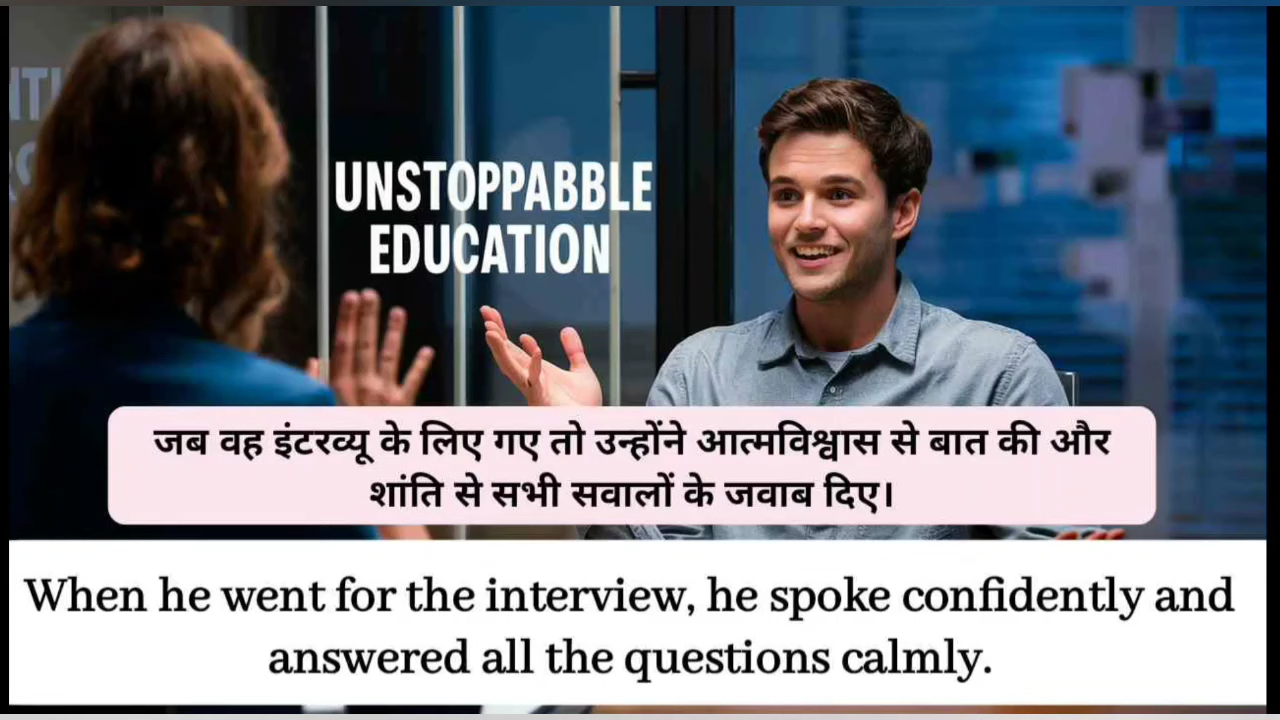 UNSTOPPABBLE
EDUCATION
जब वह इंटरव्यू के लिए गए तो उन्होंने आत्मविश्वास से बात की और
शांति से सभी सवालों के जवाब दिए।
When he went for the interview, he spoke confidently and
answered all the questions calmly.